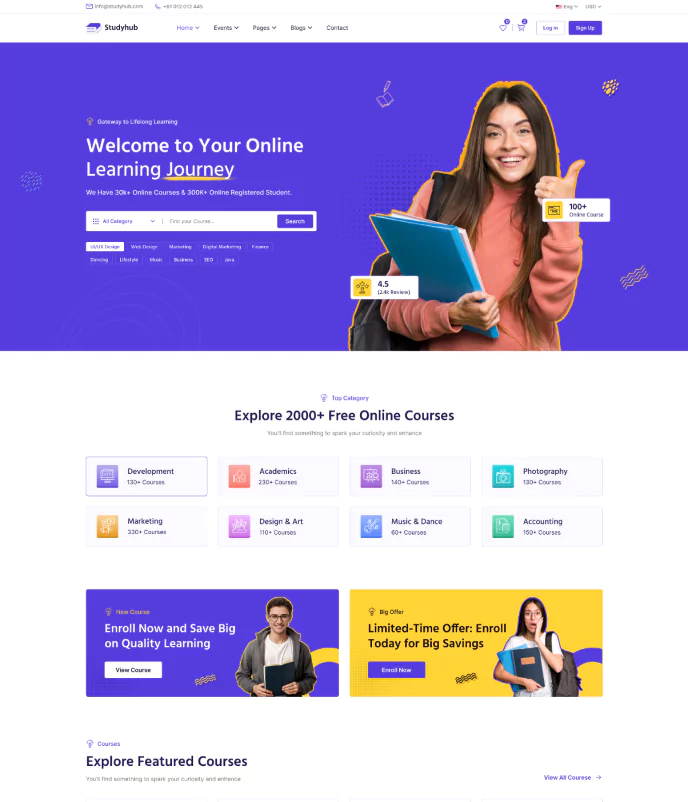 info@studyhub.com
+61 012 012 445
Eng
USD
Studyhub
Home
Events
Pages
Blogs
Contact
0
0
Log in
Sign Up
Gateway to Lifelong Learning
Welcome to Your Online
Learning Journey
We Have 30k+ Online Courses & 300K+ Online Registered Student.
All Category
Find your Course...
Search
UI/UX Design
Web Design
Marketing
Digital Marketing
Finance
Dancing
Lifestyle
Music
Business
SEO
Java
100+
Online Course
4.5
(2.4k Review)
Top Category
Explore 2000+ Free Online Courses
You'll find something to spark your curiosity and enhance
Development
130+ Courses
Academics
230+ Courses
Business
140+ Courses
Photography
130+ Courses
Marketing
330+ Courses
Design & Art
110+ Courses
Music & Dance
60+ Courses
Accounting
150+ Courses
New Course
Enroll Now and Save Big
on Quality Learning
View Course
Big Offer
Limited-Time Offer: Enroll
Today for Big Savings
Enroll Now
Courses
Explore Featured Courses
You'll find something to spark your curiosity and enhance
View All Courese